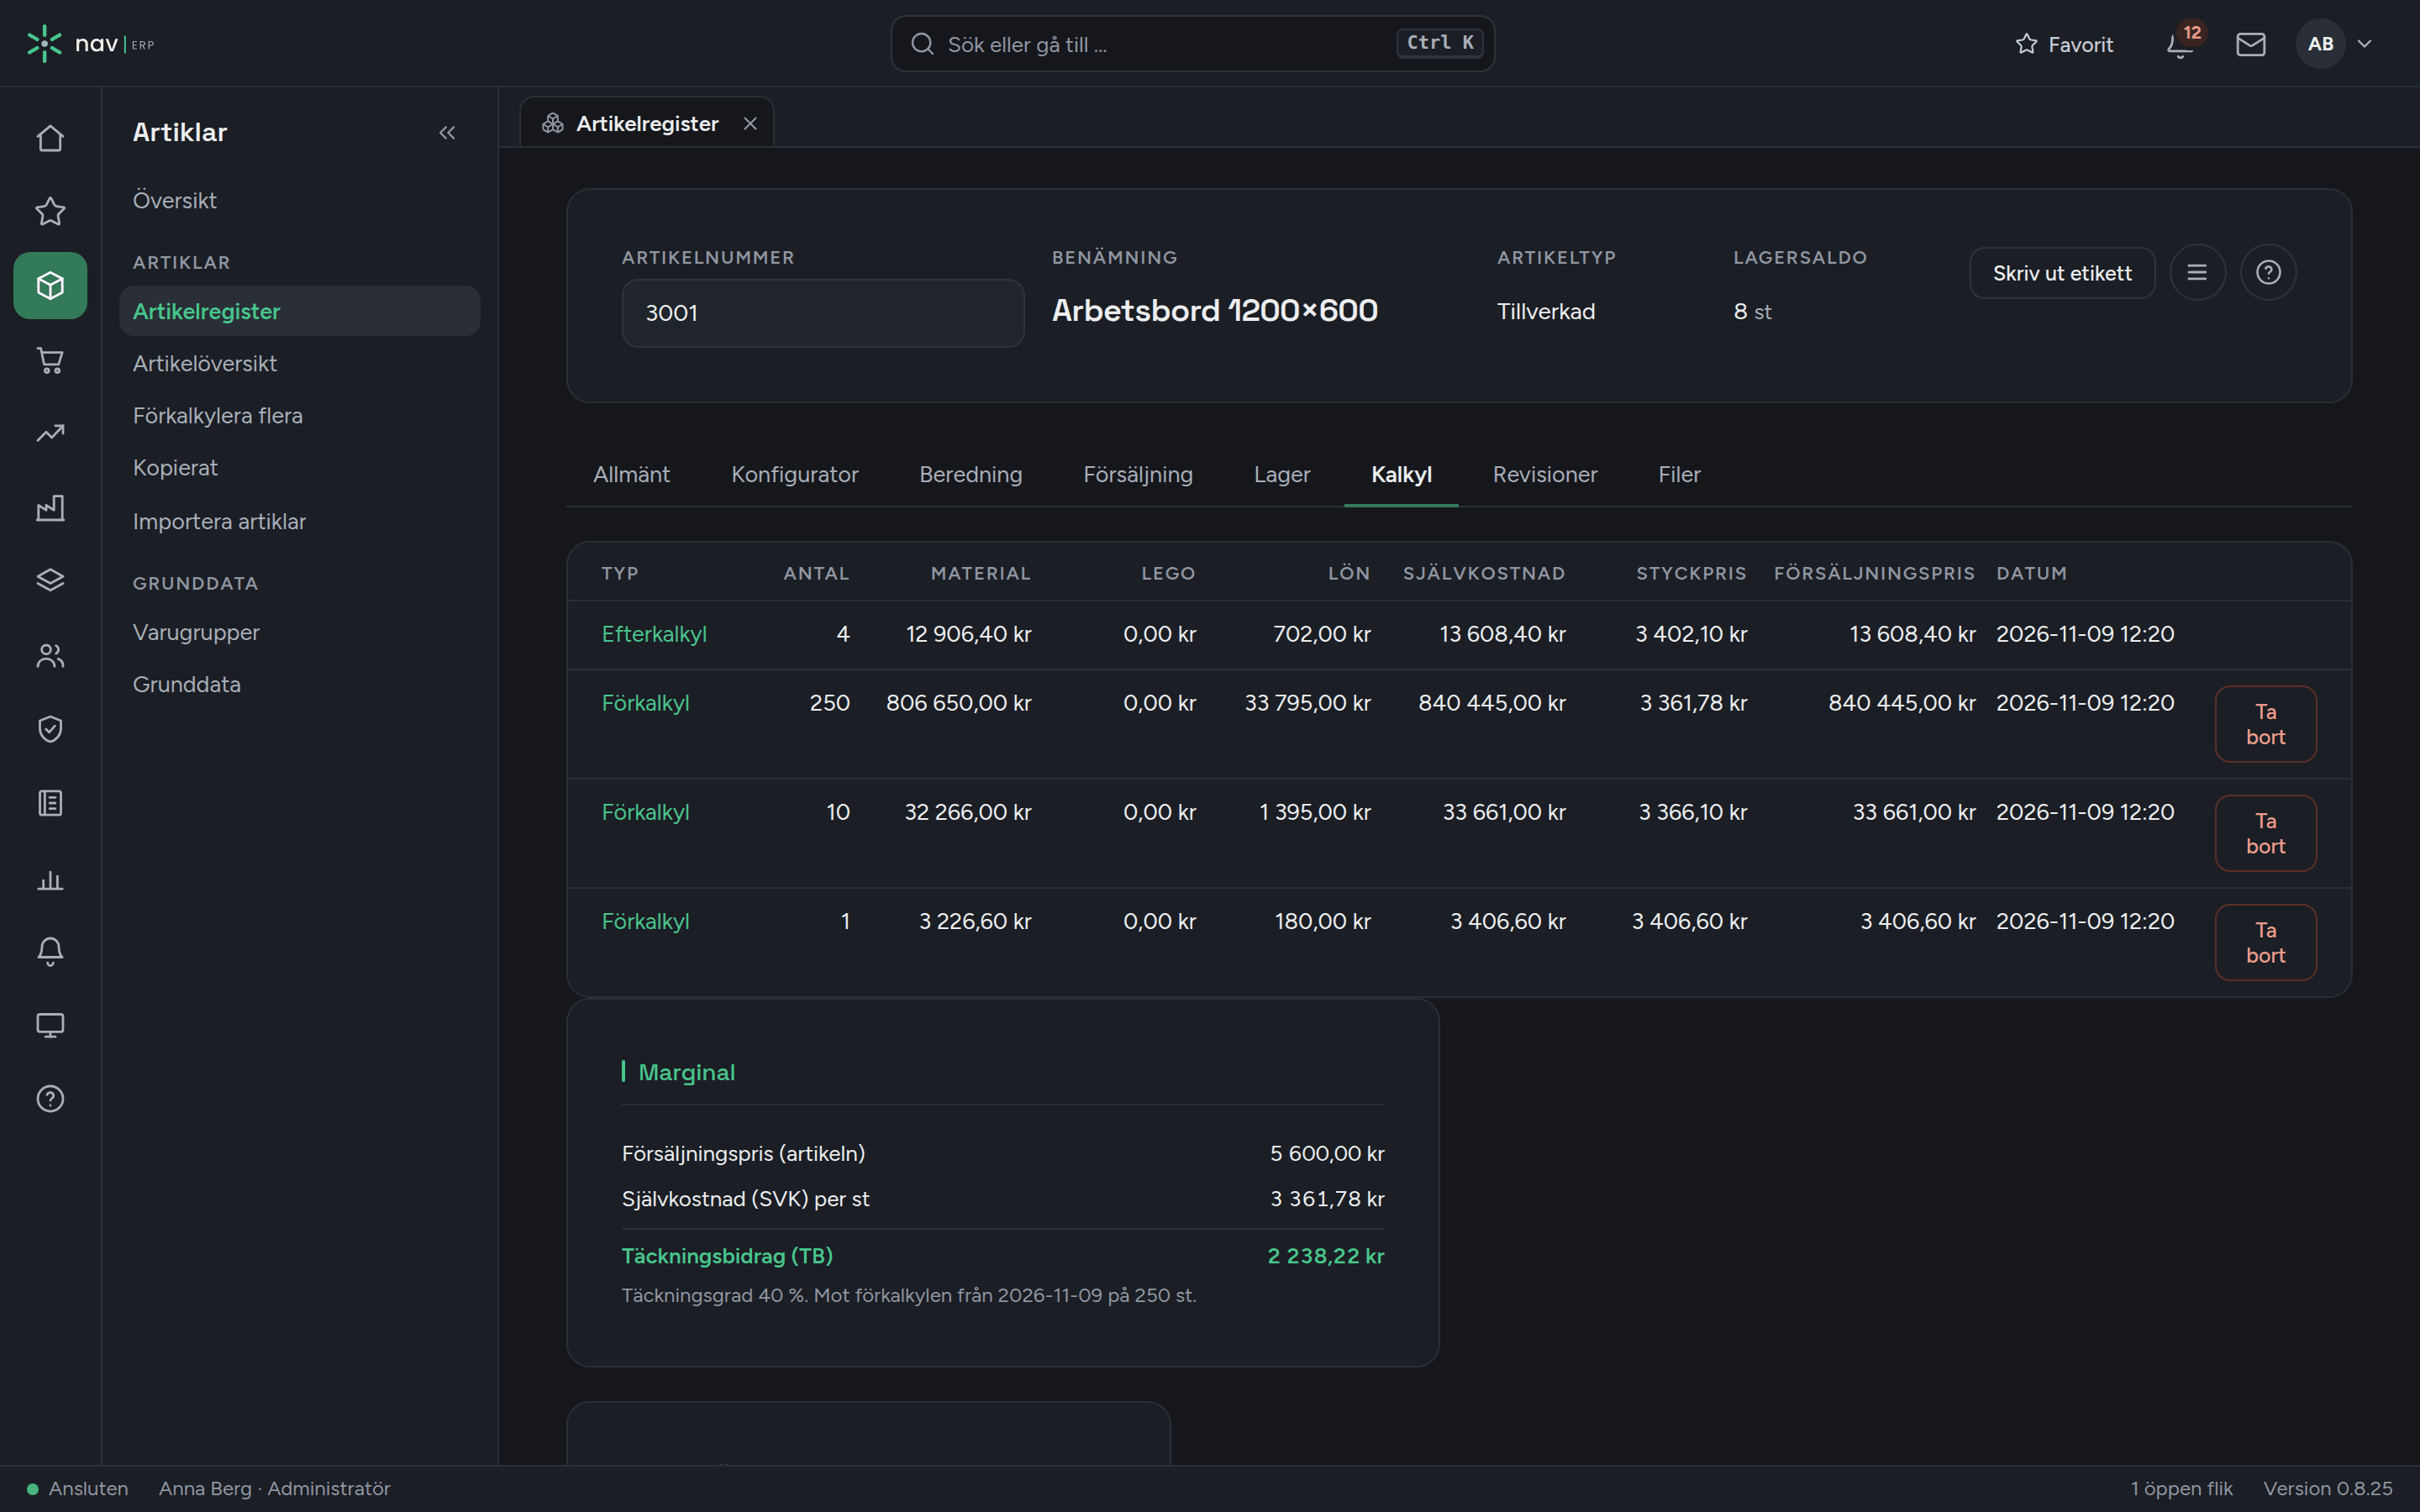 nav ERP
Sök eller gå till ...
Ctrl K
Favorit
12
AB
Artiklar
Översikt
ARTIKLAR
Artikelregister
Artikelöversikt
Förkalkylera flera
Kopierat
Importera artiklar
GRUNDDATA
Varugrupper
Grunddata
Artikelregister
ARTIKELNUMMER BENÄMNING ARTIKELTYP LAGERSALDO
3001 Arbetsbord 1200×600 Tillverkad 8 st
Skriv ut etikett
Allmänt Konfigurator Beredning Försäljning Lager Kalkyl Revisioner Filer
TYP ANTAL MATERIAL LEGO LÖN SJÄLVKOSTNAD STYCKPRIS FÖRSÄLJNINGSPRIS DATUM
Efterkalkyl 4 12 906,40 kr 0,00 kr 702,00 kr 13 608,40 kr 3 402,10 kr 13 608,40 kr 2026-11-09 12:20
Förkalkyl 250 806 650,00 kr 0,00 kr 33 795,00 kr 840 445,00 kr 3 361,78 kr 840 445,00 kr 2026-11-09 12:20
Ta
bort
Förkalkyl 10 32 266,00 kr 0,00 kr 1 395,00 kr 33 661,00 kr 3 366,10 kr 33 661,00 kr 2026-11-09 12:20
Ta
bort
Förkalkyl 1 3 226,60 kr 0,00 kr 180,00 kr 3 406,60 kr 3 406,60 kr 3 406,60 kr 2026-11-09 12:20
Ta
bort
Marginal
Försäljningspris (artikeln) 5 600,00 kr
Självkostnad (SVK) per st 3 361,78 kr
Täckningsbidrag (TB) 2 238,22 kr
Täckningsgrad 40 %. Mot förkalkylen från 2026-11-09 på 250 st.
Ansluten Anna Berg · Administratör 1 öppen flik Version 0.8.25